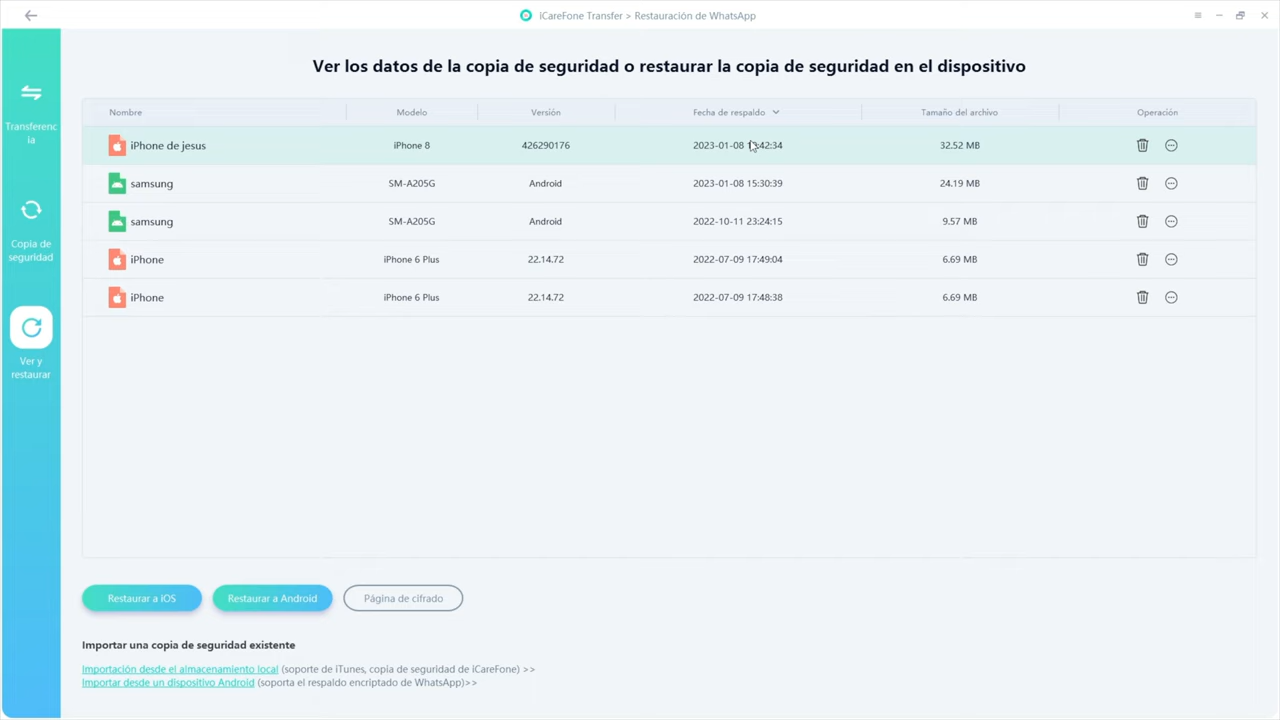 iCareFone Transfer > Restauración de WhatsApp
Ver los datos de la copia de seguridad o restaurar la copia de seguridad en el dispositivo
Transferenc
ia
Copia de
seguridad
Ver y
restaurar
Nombre Modelo Versión Fecha de respaldo Tamaño del archivo Operación
iPhone de jesus iPhone 8 426290176 2023-01-08 :42:34 32.52 MB
samsung SM-A205G Android 2023-01-08 15:30:39 24.19 MB
samsung SM-A205G Android 2022-10-11 23:24:15 9.57 MB
iPhone iPhone 6 Plus 22.14.72 2022-07-09 17:49:04 6.69 MB
iPhone iPhone 6 Plus 22.14.72 2022-07-09 17:48:38 6.69 MB
Restaurar a iOS Restaurar a Android Página de cifrado
Importar una copia de seguridad existente
Importación desde el almacenamiento local (soporte de iTunes, copia de seguridad de iCareFone) >>
Importar desde un dispositivo Android (soporta el respaldo encriptado de WhatsApp)>>